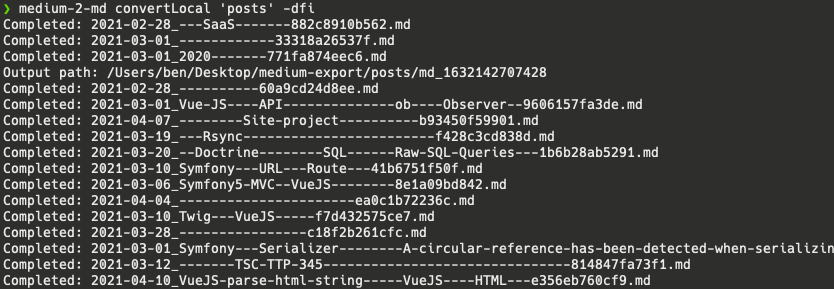 ❯ medium-2-md convertLocal 'posts' -dfi
Completed: 2021-02-28_---SaaS-------882c8910b562.md
Completed: 2021-03-01_------------33318a26537f.md
Completed: 2021-03-01_2020-------771fa874eec6.md
Output path: /Users/ben/Desktop/medium-export/posts/md_1632142707428
Completed: 2021-02-28_----------60a9cd24d8ee.md
Completed: 2021-03-01_Vue-JS----API--------------ob----Observer--9606157fa3de.md
Completed: 2021-04-07_--------Site-project----------b93450f59901.md
Completed: 2021-03-19_---Rsync------------------------f428c3cd838d.md
Completed: 2021-03-20_--Doctrine--------SQL------Raw-SQL-Queries---1b6b28ab5291.md
Completed: 2021-03-10_Symfony---URL---Route---41b6751f50f.md
Completed: 2021-03-06_Symfony5-MVC--VueJS--------8e1a09bd842.md
Completed: 2021-04-04_----------------------ea0c1b72236c.md
Completed: 2021-03-10_Twig---VueJS-----f7d432575ce7.md
Completed: 2021-03-28_----------------c18f2b261cfc.md
Completed: 2021-03-01_Symfony---Serializer--------A-circular-reference-has-been-detected-when-serializin
Completed: 2021-03-12_-------TSC-TTP-345-------------------------------814847fa73f1.md
Completed: 2021-04-10_VueJS-parse-html-string-----VueJS----HTML---e356eb760cf9.md